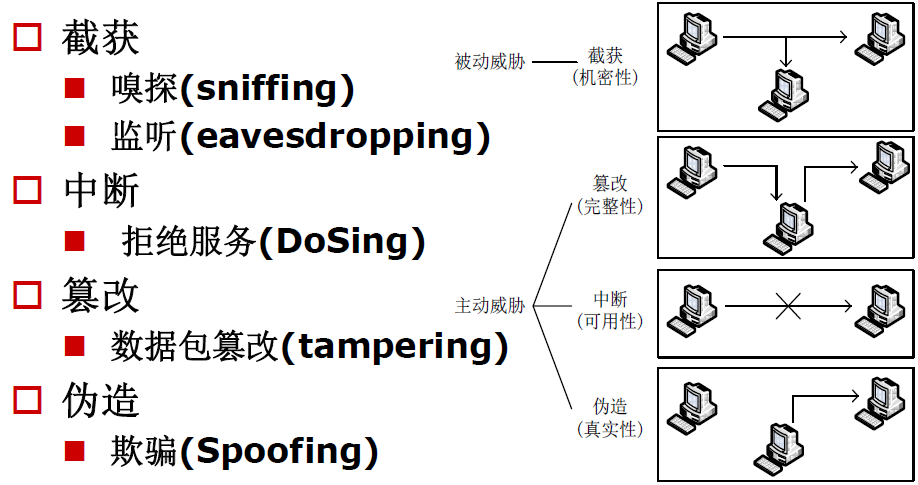 截获
嗅探(sniffing)
监听(eavesdropping)
中断
拒绝服务(DoSing)
篡改
数据包篡改(tampering)
伪造
欺骗(Spoofing)
被动威胁
截获
(机密性)
主动威胁
篡改
(完整性)
中断
(可用性)
伪造
(真实性)